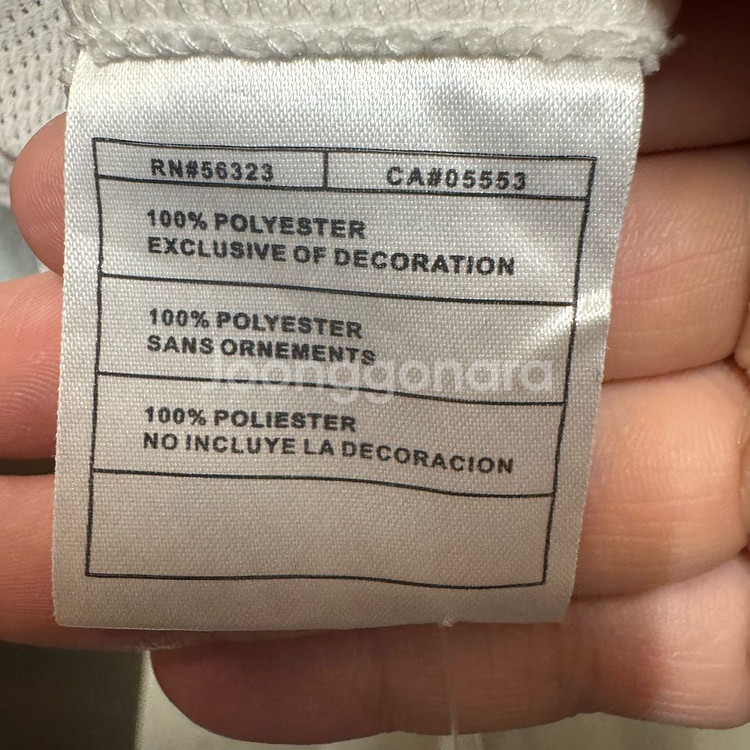 RN#56323
CA#05553
100% POLYESTER
EXCLUSIVE OF DECORATION
100% POLYESTER
SANS ORNEMENTS
joonggonara
100% POLIESTER
NO INCLUYE LA DECORACION